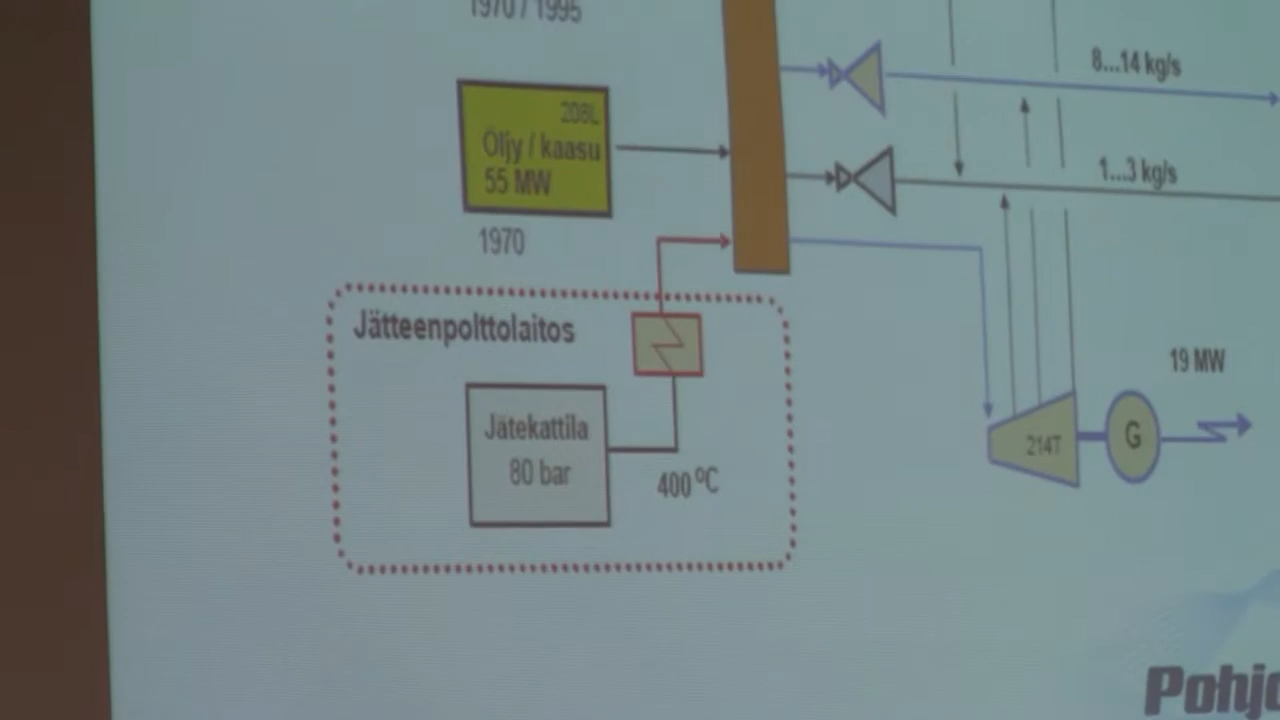 1970 / 1995
8...14 kg/s
208L
Öljy / kaasu
55 MW
1...3 kg/s
1970
Jätteenpolttolaitos
19 MW
Jätekattila
80 bar
400 ºC
214T
G
Pohjo